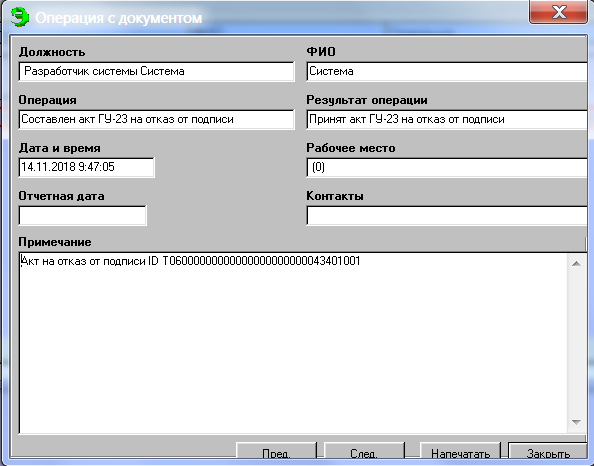 Операция с документом
Должность
ФИО
Разработчик системы Система
Система
Операция
Результат операции
Составлен акт ГУ-23 на отказ от подписи
Принят акт ГУ-23 на отказ от подписи
Дата и время
Рабочее место
14.11.2018 9:47:05
(0)
Отчетная дата
Контакты
Примечание
Акт на отказ от подписи ID T06000000000000000000000043401001
Пред.
След.
Напечатать
Закрыть